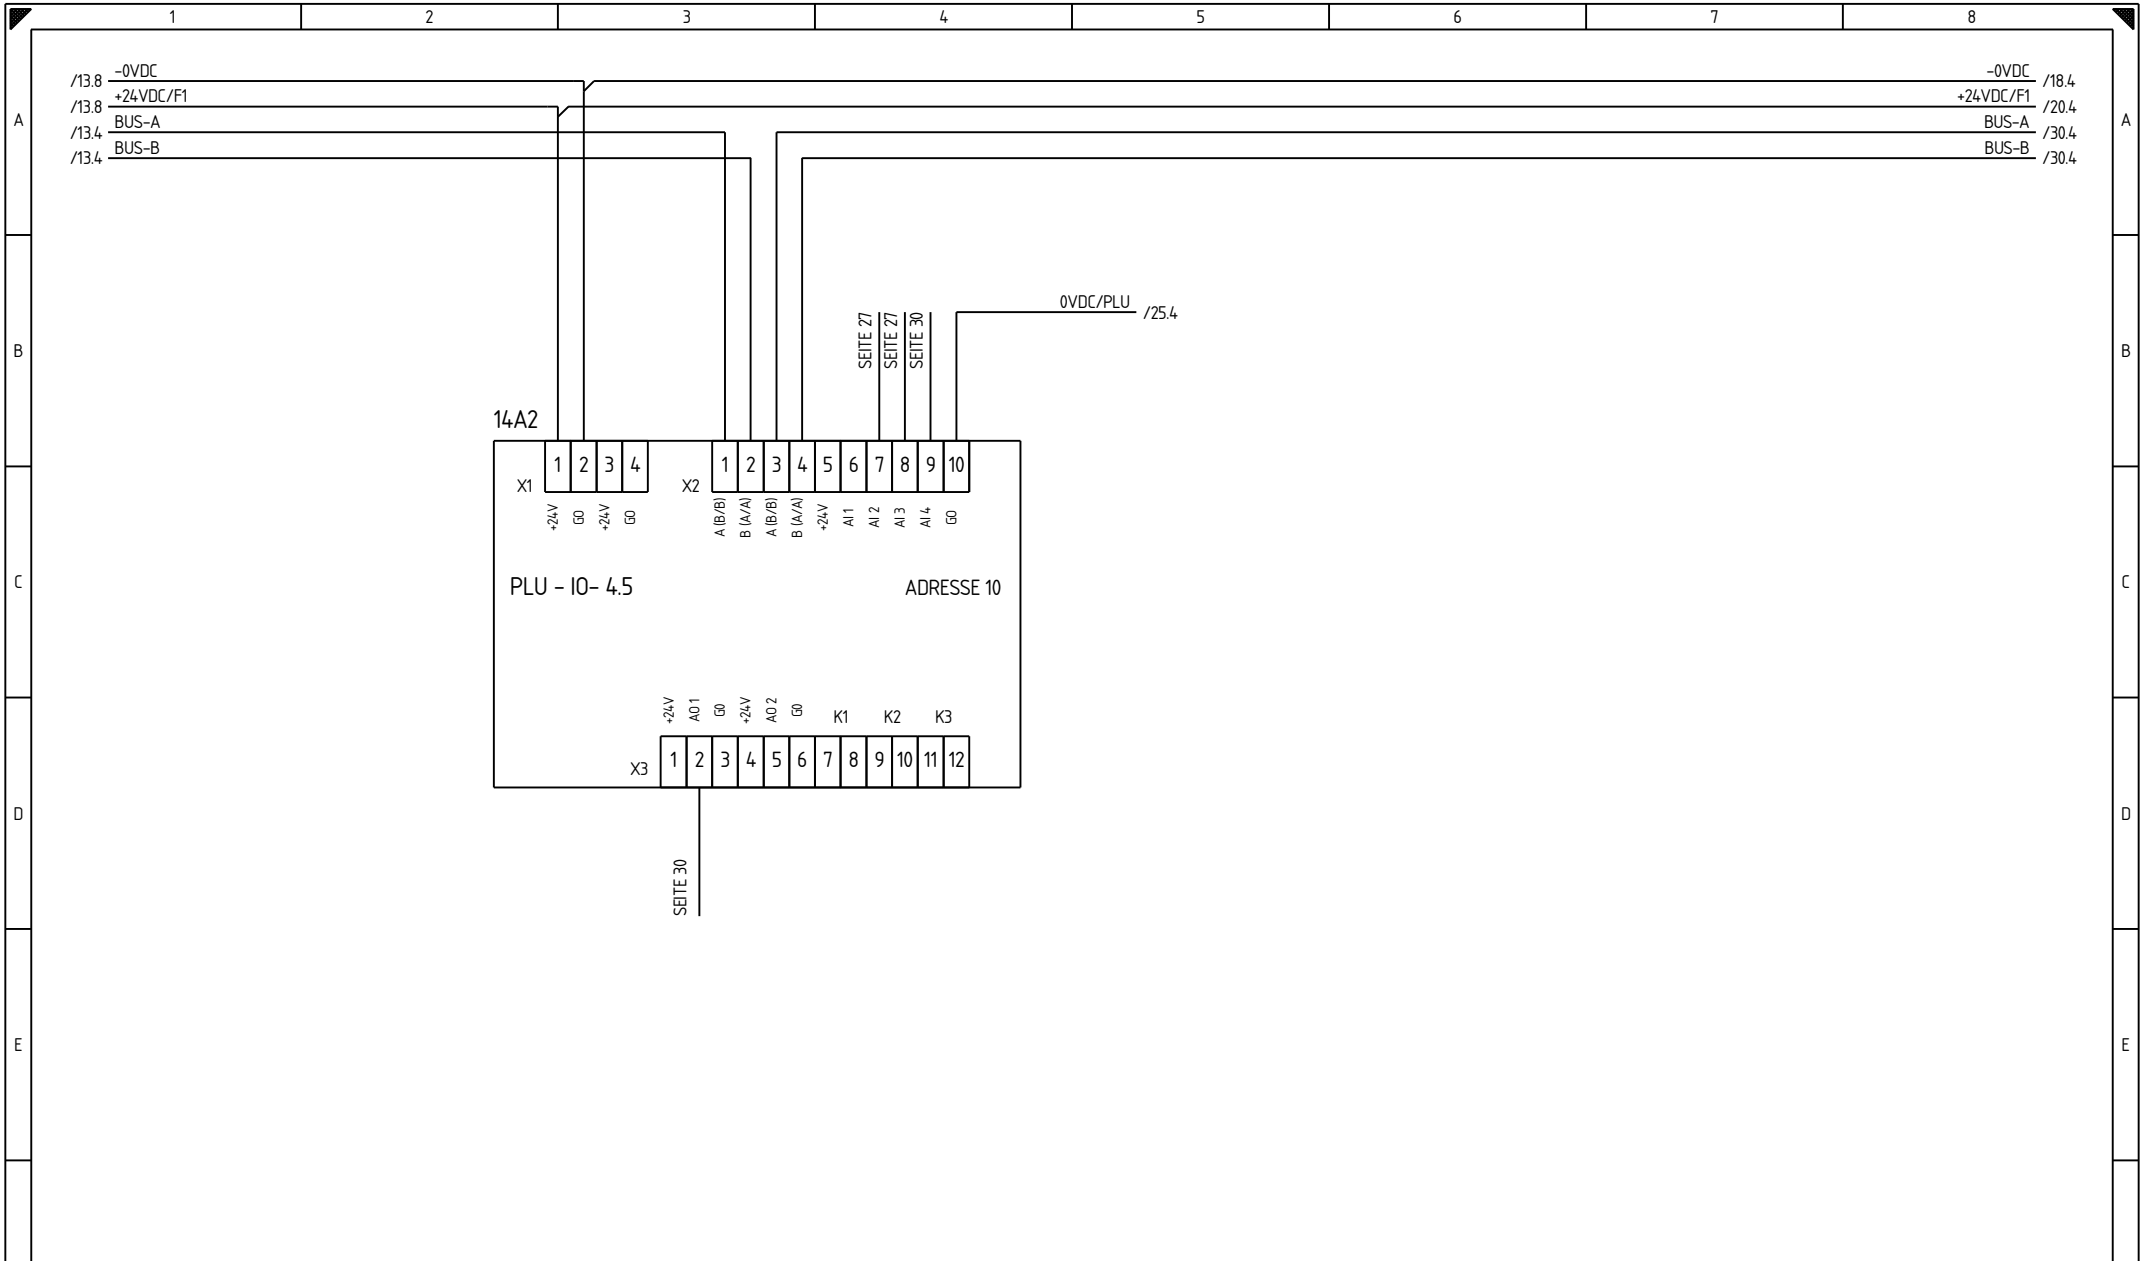 1 2 3 4 5 6 7 8
/13.8 -0VDC -0VDC /18.4
/13.8 +24VDC/F1 +24VDC/F1 /20.4
A A
/13.4 BUS-A BUS-A /30.4
/13.4 BUS-B BUS-B /30.4
0VDC/PLU /25.4
SEITE 27
SEITE 27
SEITE 30
B B
14A2
X1 1 2 3 4
X2 1 2 3 4 5 6 7 8 9 10
+24V G0 +24V G0
A (B/B) B (A/A) A (B/B) B (A/A) +24V AI 1 AI 2 AI 3 AI 4 G0
C C
PLU - IO- 4.5 ADRESSE 10
+24V AO 1 G0 +24V AO 2 G0 K1 K2 K3
X3 1 2 3 4 5 6 7 8 9 10 11 12
D D
SEITE 30
E E